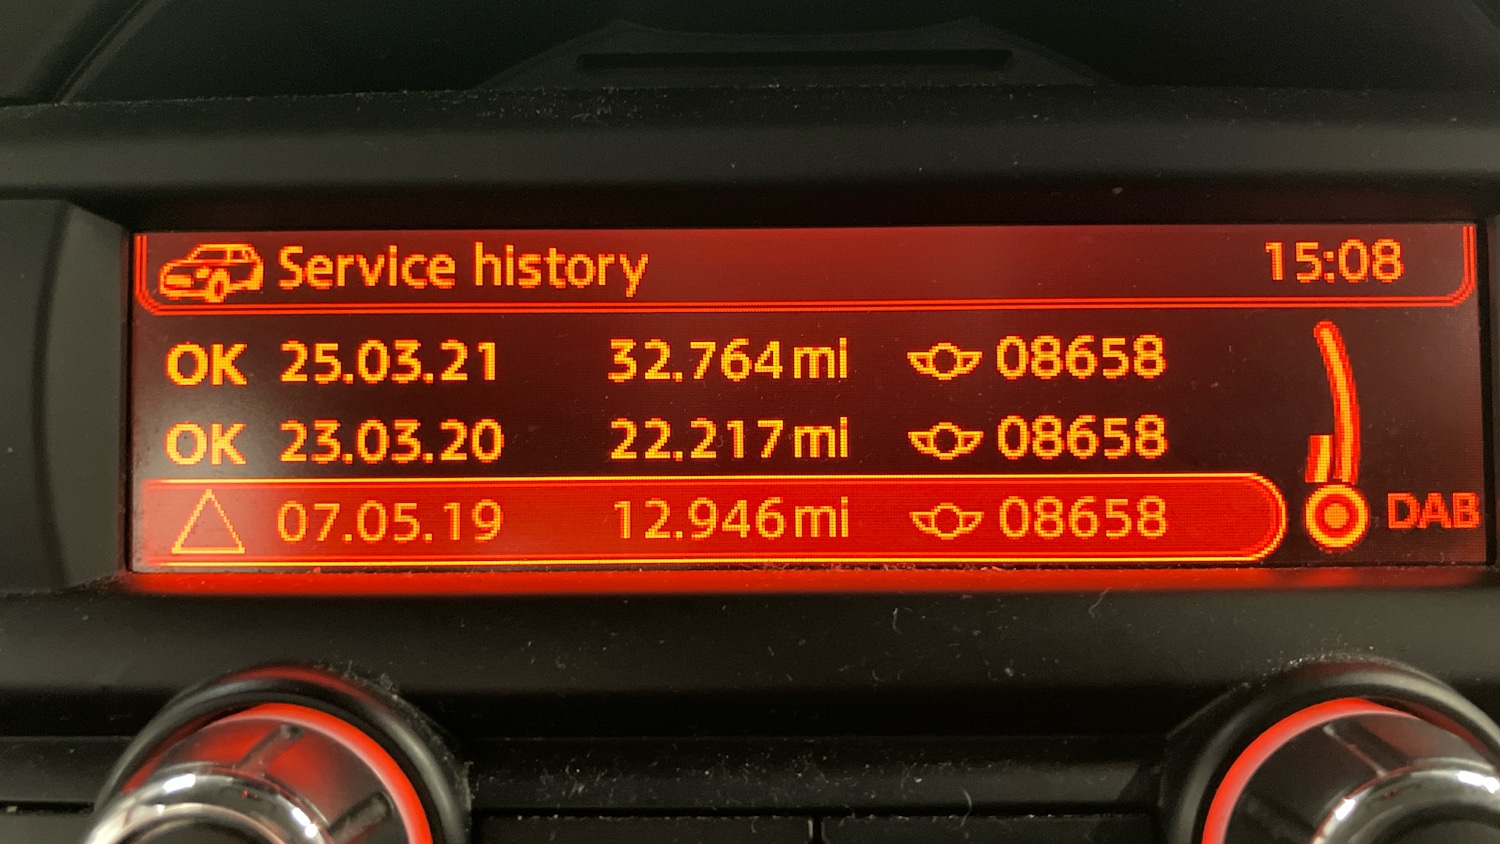 Service history 15:08
OK 25.03.21 32.764 mi 08658
OK 23.03.20 22.217 mi 08658
07.05.19 12.946 mi 08658
DAB